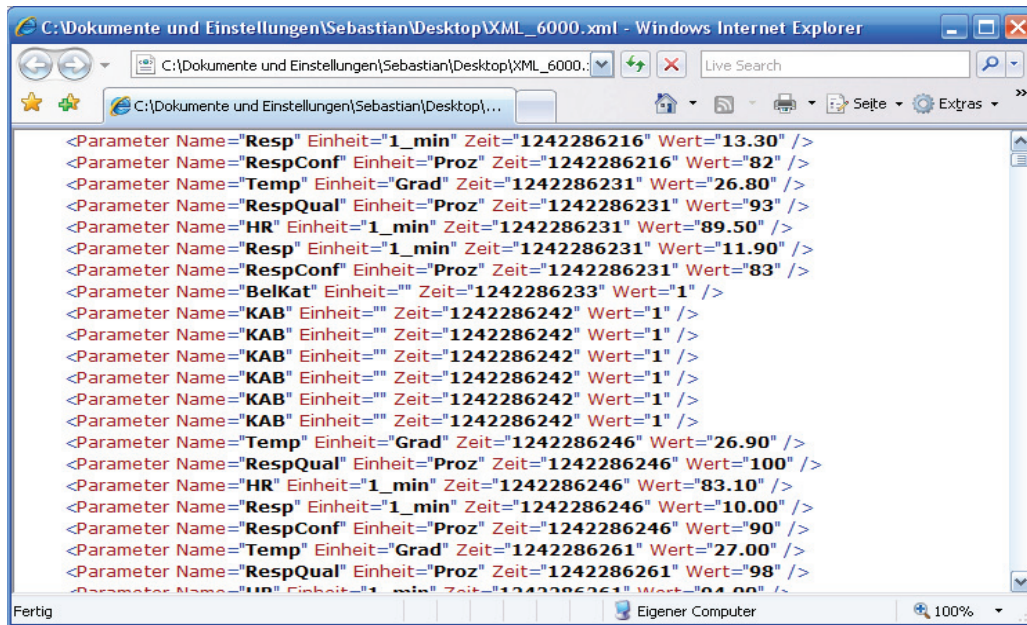 C:\Dokumente und Einstellungen\Sebastian\Desktop\XML_6000.xml - Windows Internet Explorer
C:\Dokumente und Einstellungen\Sebastian\Desktop\XML_6000.: Live Search
C:\Dokumente und Einstellungen\Sebastian\Desktop\... Seite Extras »
<Parameter Name="Resp" Einheit="1_min" Zeit="1242286216" Wert="13.30" />
<Parameter Name="RespConf" Einheit="Proz" Zeit="1242286216" Wert="82" />
<Parameter Name="Temp" Einheit="Grad" Zeit="1242286231" Wert="26.80" />
<Parameter Name="RespQual" Einheit="Proz" Zeit="1242286231" Wert="93" />
<Parameter Name="HR" Einheit="1_min" Zeit="1242286231" Wert="89.50" />
<Parameter Name="Resp" Einheit="1_min" Zeit="1242286231" Wert="11.90" />
<Parameter Name="RespConf" Einheit="Proz" Zeit="1242286231" Wert="83" />
<Parameter Name="BelKat" Einheit="" Zeit="1242286233" Wert="1" />
<Parameter Name="KAB" Einheit="" Zeit="1242286242" Wert="1" />
<Parameter Name="KAB" Einheit="" Zeit="1242286242" Wert="1" />
<Parameter Name="KAB" Einheit="" Zeit="1242286242" Wert="1" />
<Parameter Name="KAB" Einheit="" Zeit="1242286242" Wert="1" />
<Parameter Name="KAB" Einheit="" Zeit="1242286242" Wert="1" />
<Parameter Name="KAB" Einheit="" Zeit="1242286242" Wert="1" />
<Parameter Name="Temp" Einheit="Grad" Zeit="1242286246" Wert="26.90" />
<Parameter Name="RespQual" Einheit="Proz" Zeit="1242286246" Wert="100" />
<Parameter Name="HR" Einheit="1_min" Zeit="1242286246" Wert="83.10" />
<Parameter Name="Resp" Einheit="1_min" Zeit="1242286246" Wert="10.00" />
<Parameter Name="RespConf" Einheit="Proz" Zeit="1242286246" Wert="90" />
<Parameter Name="Temp" Einheit="Grad" Zeit="1242286261" Wert="27.00" />
<Parameter Name="RespQual" Einheit="Proz" Zeit="1242286261" Wert="98" />
<Parameter Name="HR" Einheit="1_min" Zeit="1242286261" Wert="94.00" />
Fertig Eigener Computer 100%